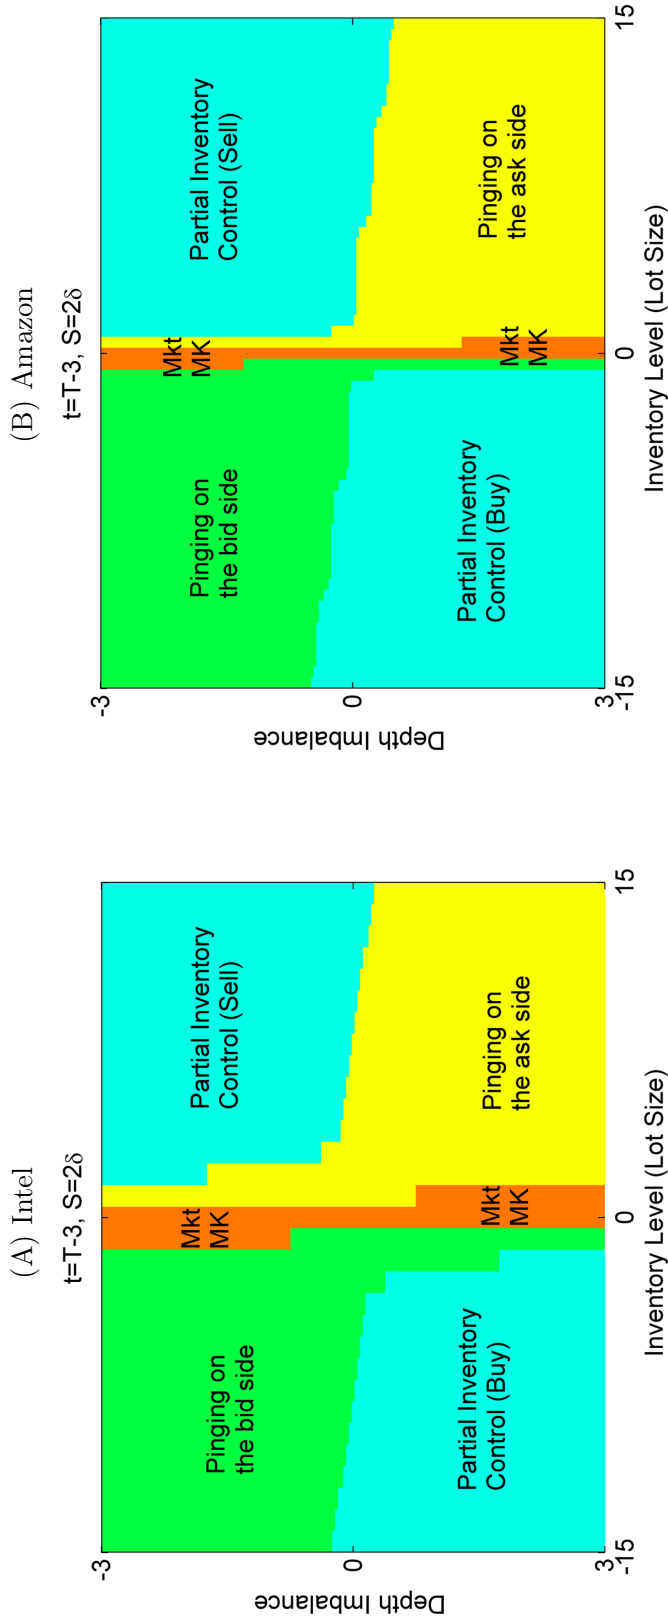 (A) Intel
t=T-3, S=2δ
-3
0
3
Depth Imbalance
Pinging on
the bid side
Mkt
MK
Partial Inventory
Control (Sell)
Partial Inventory
Control (Buy)
Mkt
MK
Pinging on
the ask side
-15
0
15
Inventory Level (Lot Size)
(B) Amazon
t=T-3, S=2δ
-3
0
3
Depth Imbalance
Pinging on
the bid side
Mkt
MK
Partial Inventory
Control (Sell)
Partial Inventory
Control (Buy)
Mkt
MK
Pinging on
the ask side
-15
0
15
Inventory Level (Lot Size)